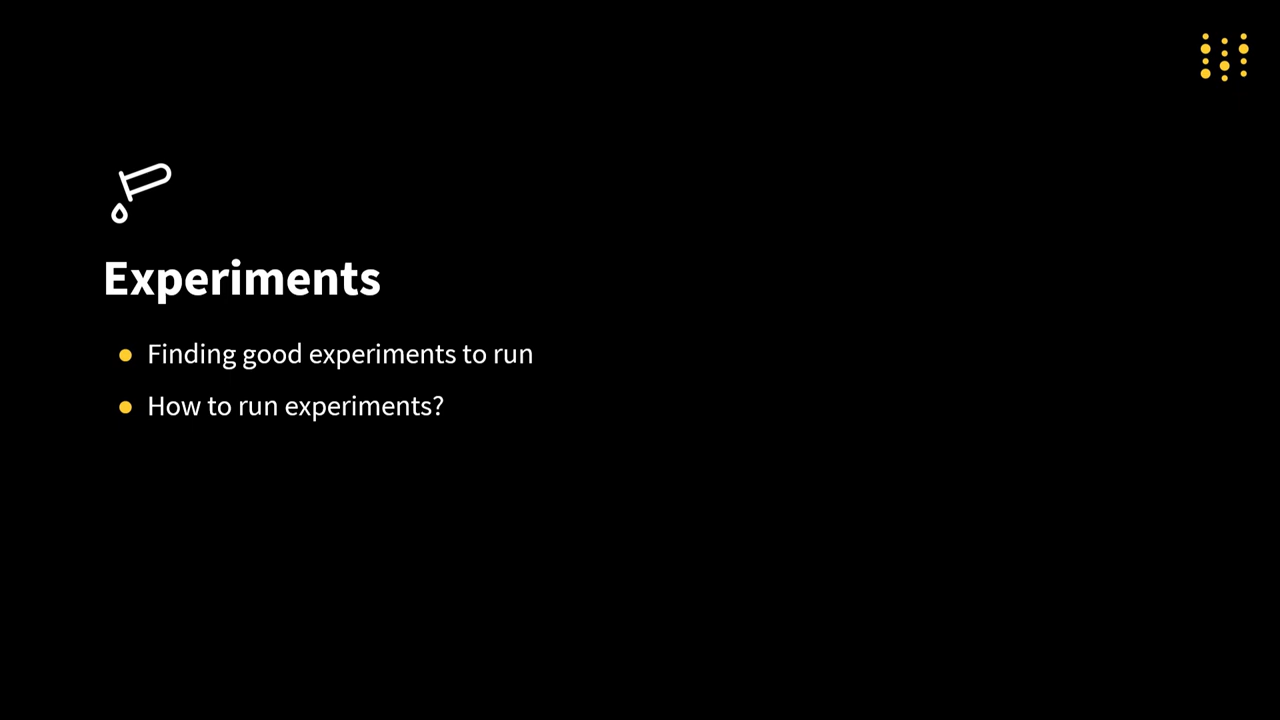 Experiments
Finding good experiments to run
How to run experiments?